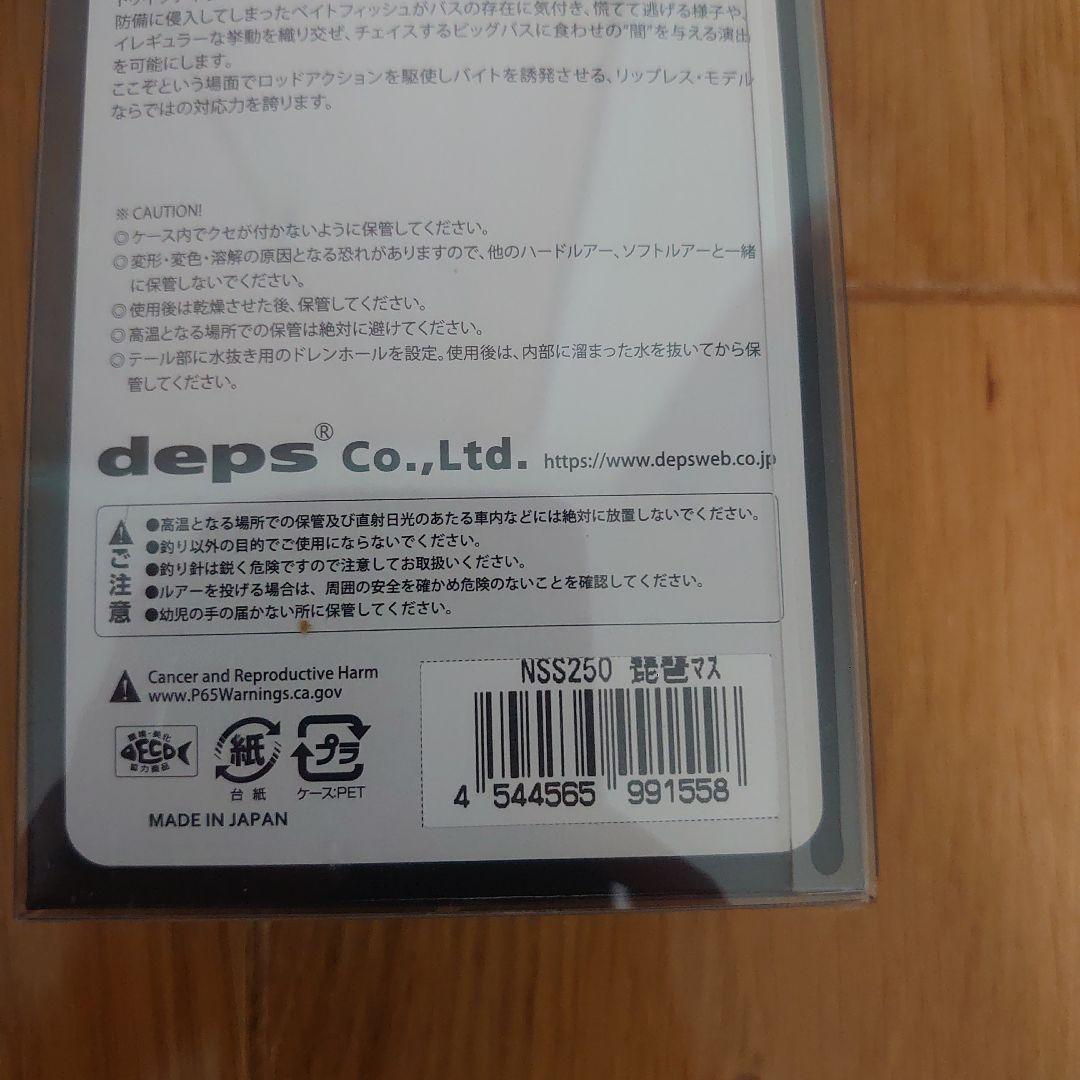 防備に侵入してしまったベイトフィッシュがバスの存在に気付き、慌てて逃げる様子や、
イレギュラーな挙動を織り交ぜ、チェイスするビッグバスに食わせの"間"を与える演出
を可能にします。
ここぞという場面でロッドアクションを駆使しバイトを誘発させる、リップレス・モデル
ならではの対応力を誇ります。
※ CAUTION!
◎ケース内でクセが付かないように保管してください。
◎変形・変色・溶解の原因となる恐れがありますので、他のハードルアー、ソフトルアーと一緒
に保管しないでください。
◎使用後は乾燥させた後、保管してください。
◎高温となる場所での保管は絶対に避けてください。
◎テール部に水抜き用のドレンホールを設定。使用後は、内部に溜まった水を抜いてから保
管してください。
deps® Co.,Ltd. https://www.depsweb.co.jp
ご注意
●高温となる場所での保管及び直射日光のあたる車内などには絶対に放置しないでください。
●釣り以外の目的でご使用にならないでください。
●釣り針は鋭く危険ですので注意してお取扱いください。
●ルアーを投げる場合は、周囲の安全を確かめ危険のないことを確認してください。
●幼児の手の届かない所に保管してください。
Cancer and Reproductive Harm
www.P65Warnings.ca.gov
環境・美化
ECO
協力商品
紙
台紙
プラ
ケース:PET
MADE IN JAPAN
NSS250 琵琶マス
4 544565 991558